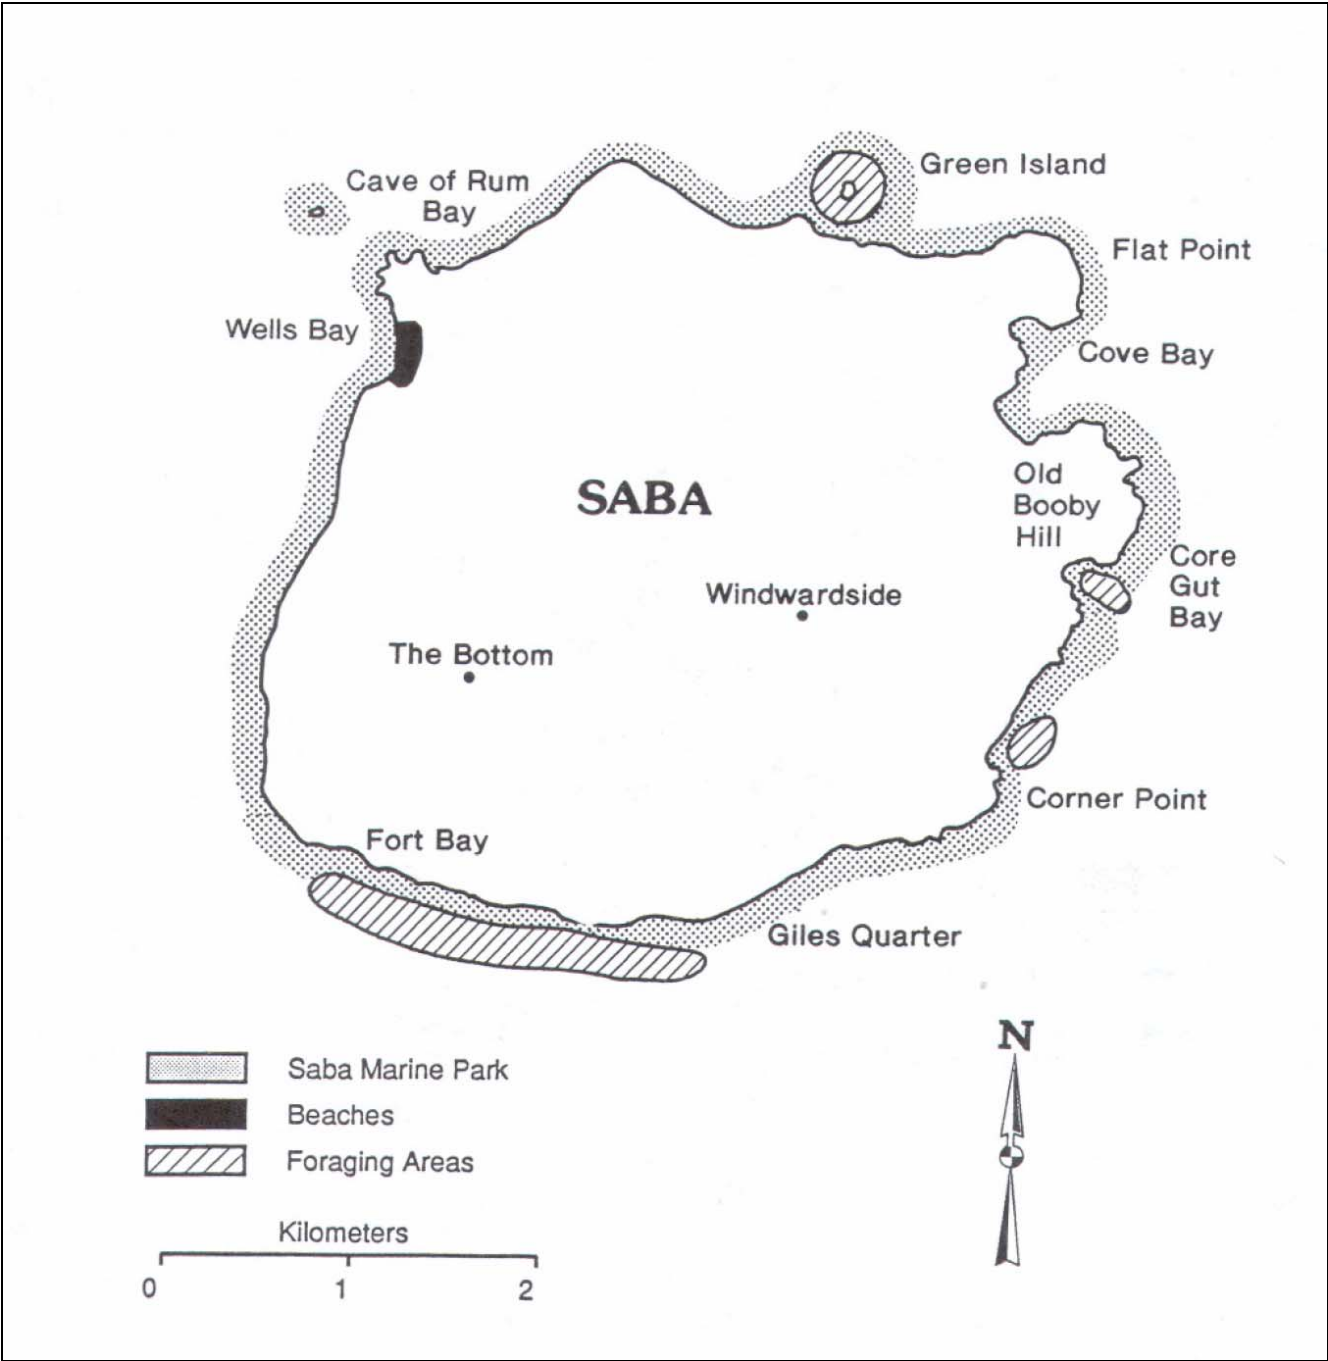 Green Island
Cave of Rum
Bay
Flat Point
Wells Bay
Cove Bay
Old
Booby
Hill
SABA
Core
Gut
Bay
Windwardside
The Bottom
Corner Point
Fort Bay
Giles Quarter
N
Saba Marine Park
Beaches
Foraging Areas
Kilometers
0 1 2